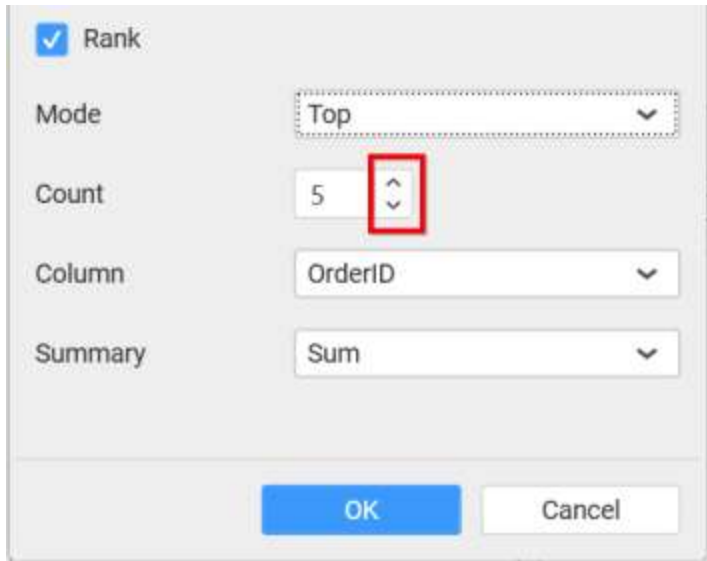 Rank
Mode Top
Count 5
Column OrderID
Summary Sum
OK Cancel